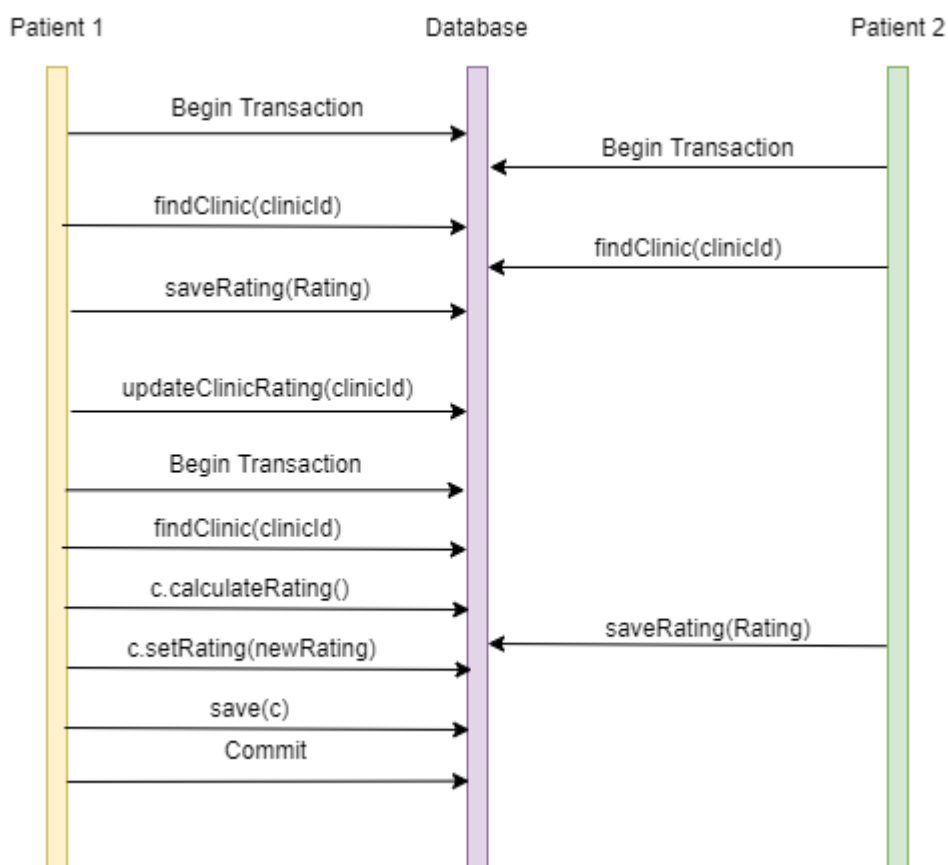 Patient 1
Database
Patient 2
Begin Transaction
Begin Transaction
findClinic(clinicId)
findClinic(clinicId)
saveRating(Rating)
updateClinicRating(clinicId)
Begin Transaction
findClinic(clinicId)
c.calculateRating()
saveRating(Rating)
c.setRating(newRating)
save(c)
Commit